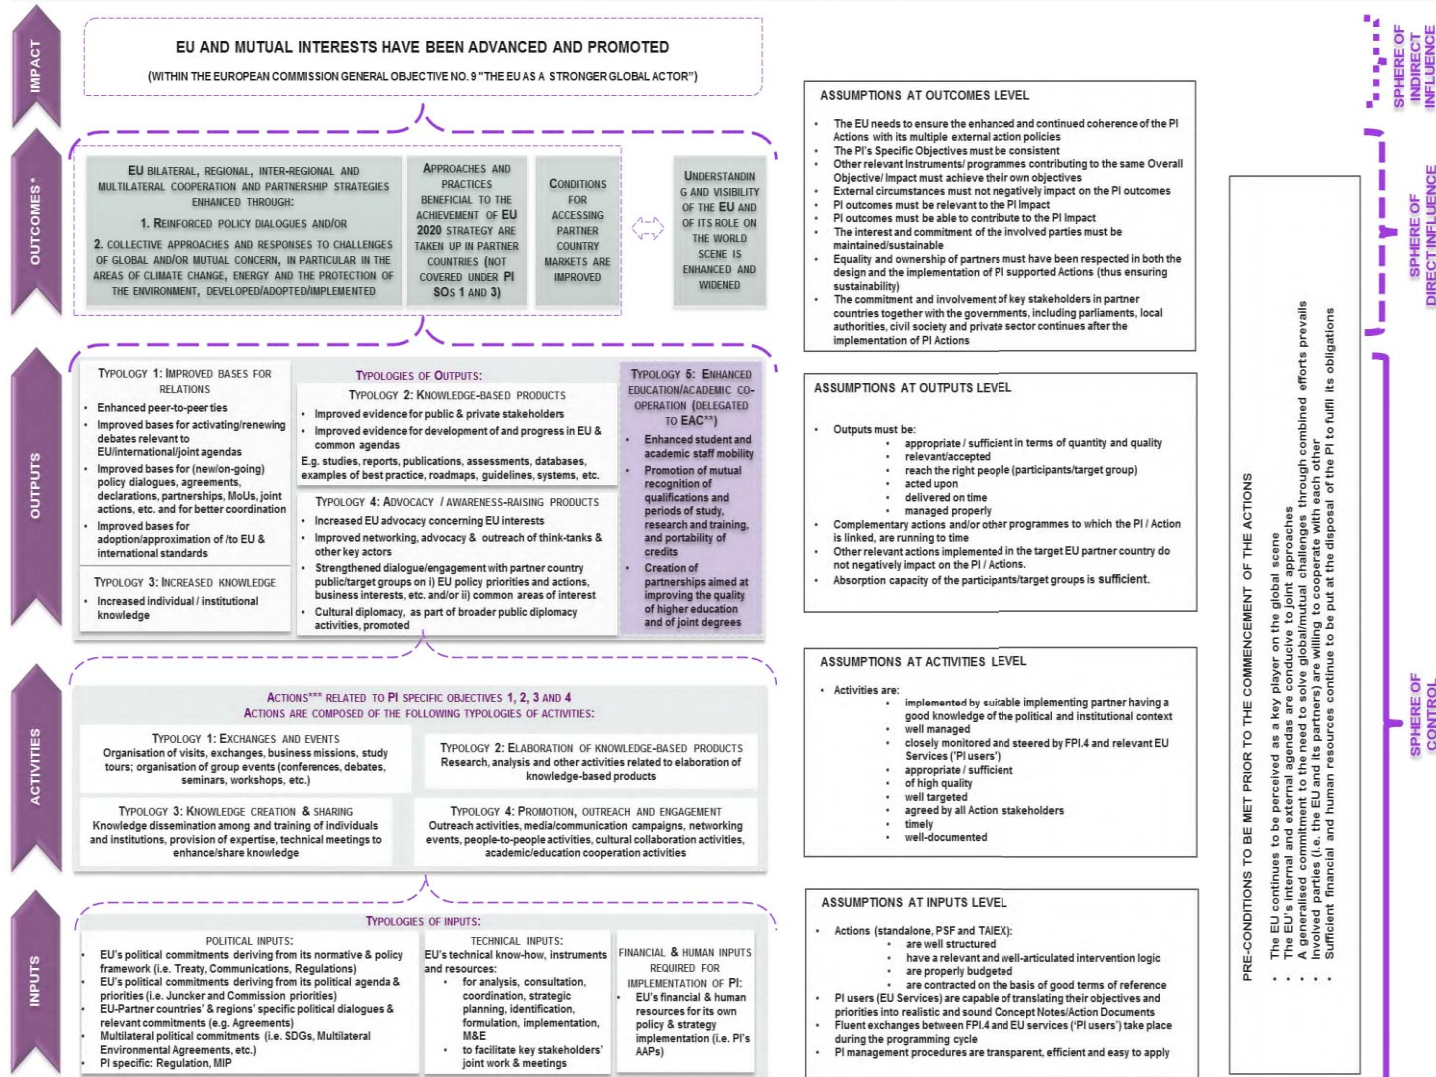 IMPACT
EU AND MUTUAL INTERESTS HAVE BEEN ADVANCED AND PROMOTED
(WITHIN THE EUROPEAN COMMISSION GENERAL OBJECTIVE NO. 9 "THE EU AS A STRONGER GLOBAL ACTOR")
OUTCOMES*
EU BILATERAL, REGIONAL, INTER-REGIONAL AND
MULTILATERAL COOPERATION AND PARTNERSHIP STRATEGIES
ENHANCED THROUGH:
1. REINFORCED POLICY DIALOGUES AND/OR
2. COLLECTIVE APPROACHES AND RESPONSES TO CHALLENGES
OF GLOBAL AND/OR MUTUAL CONCERN, IN PARTICULAR IN THE
AREAS OF CLIMATE CHANGE, ENERGY AND THE PROTECTION OF
THE ENVIRONMENT, DEVELOPED/ADOPTED/IMPLEMENTED
APPROACHES AND
PRACTICES
BENEFICIAL TO THE
ACHIEVEMENT OF EU
2020 STRATEGY ARE
TAKEN UP IN PARTNER
COUNTRIES (NOT
COVERED UNDER PI
SOS 1 AND 3)
CONDITIONS
FOR
ACCESSING
PARTNER
COUNTRY
MARKETS ARE
IMPROVED
UNDERSTANDIN
G AND VISIBILITY
OF THE EU AND
OF ITS ROLE ON
THE WORLD
SCENE IS
ENHANCED AND
WIDENED
OUTPUTS
TYPOLOGIES OF OUTPUTS:
TYPOLOGY 1: IMPROVED BASES FOR
RELATIONS
• Enhanced peer-to-peer ties
• Improved bases for activating/renewing
debates relevant to
EU/international/joint agendas
• Improved bases for (new/on-going)
policy dialogues, agreements,
declarations, partnerships, MoUs, joint
actions, etc. and for better coordination
• Improved bases for
adoption/approximation of /to EU &
international standards
TYPOLOGY 3: INCREASED KNOWLEDGE
• Increased individual / institutional
knowledge
TYPOLOGY 2: KNOWLEDGE-BASED PRODUCTS
• Improved evidence for public & private stakeholders
• Improved evidence for development of and progress in EU &
common agendas
E.g. studies, reports, publications, assessments, databases,
examples of best practice, roadmaps, guidelines, systems, etc.
TYPOLOGY 4: ADVOCACY / AWARENESS-RAISING PRODUCTS
• Increased EU advocacy concerning EU interests
• Improved networking, advocacy & outreach of think-tanks &
other key actors
• Strengthened dialogue/engagement with partner country
public/target groups on i) EU policy priorities and actions,
business interests, etc. and/or ii) common areas of interest
• Cultural diplomacy, as part of broader public diplomacy
activities, promoted
TYPOLOGY 5: ENHANCED
EDUCATION/ACADEMIC CO-
OPERATION (DELEGATED
TO EAC**)
• Enhanced student and
academic staff mobility
• Promotion of mutual
recognition of
qualifications and
periods of study,
research and training,
and portability of
credits
• Creation of
partnerships aimed at
improving the quality
of higher education
and of joint degrees
ACTIVITIES
ACTIONS*** RELATED TO PI SPECIFIC OBJECTIVES 1, 2, 3 AND 4
ACTIONS ARE COMPOSED OF THE FOLLOWING TYPOLOGIES OF ACTIVITIES:
TYPOLOGY 1: EXCHANGES AND EVENTS
Organisation of visits, exchanges, business missions, study
tours; organisation of group events (conferences, debates,
seminars, workshops, etc.)
TYPOLOGY 2: ELABORATION OF KNOWLEDGE-BASED PRODUCTS
Research, analysis and other activities related to elaboration of
knowledge-based products
TYPOLOGY 3: KNOWLEDGE CREATION & SHARING
Knowledge dissemination among and training of individuals
and institutions, provision of expertise, technical meetings to
enhance/share knowledge
TYPOLOGY 4: PROMOTION, OUTREACH AND ENGAGEMENT
Outreach activities, media/communication campaigns, networking
events, people-to-people activities, cultural collaboration activities,
academic/education cooperation activities
INPUTS
TYPOLOGIES OF INPUTS:
POLITICAL INPUTS:
• EU's political commitments deriving from its normative & policy
framework (i.e. Treaty, Communications, Regulations)
• EU's political commitments deriving from its political agenda &
priorities (i.e. Juncker and Commission priorities)
• EU-Partner countries' & regions' specific political dialogues &
relevant commitments (e.g. Agreements)
• Multilateral political commitments (i.e. SDGs, Multilateral
Environmental Agreements, etc.)
• PI specific: Regulation, MIP
TECHNICAL INPUTS:
EU's technical know-how, instruments
and resources:
• for analysis, consultation,
coordination, strategic
planning, identification,
formulation, implementation,
M&E
• to facilitate key stakeholders'
joint work & meetings
FINANCIAL & HUMAN INPUTS
REQUIRED FOR
IMPLEMENTATION OF PI:
• EU's financial & human
resources for its own
policy & strategy
implementation (i.e. PI's
AAPs)
ASSUMPTIONS AT OUTCOMES LEVEL
• The EU needs to ensure the enhanced and continued coherence of the PI
Actions with its multiple external action policies
• The PI's Specific Objectives must be consistent
• Other relevant Instruments/ programmes contributing to the same Overall
Objective/ Impact must achieve their own objectives
• External circumstances must not negatively impact on the PI outcomes
• PI outcomes must be relevant to the PI Impact
• PI outcomes must be able to contribute to the PI Impact
• The interest and commitment of the involved parties must be
maintained/sustainable
• Equality and ownership of partners must have been respected in both the
design and the implementation of PI supported Actions (thus ensuring
sustainability)
• The commitment and involvement of key stakeholders in partner
countries together with the governments, including parliaments, local
authorities, civil society and private sector continues after the
implementation of PI Actions
ASSUMPTIONS AT OUTPUTS LEVEL
• Outputs must be:
• appropriate / sufficient in terms of quantity and quality
• relevant/accepted
• reach the right people (participants/target group)
• acted upon
• delivered on time
• managed properly
• Complementary actions and/or other programmes to which the PI / Action
is linked, are running to time
• Other relevant actions implemented in the target EU partner country do
not negatively impact on the PI / Actions.
• Absorption capacity of the participants/target groups is sufficient.
ASSUMPTIONS AT ACTIVITIES LEVEL
• Activities are:
• implemented by suitable implementing partner having a
good knowledge of the political and institutional context
• well managed
• closely monitored and steered by FPI.4 and relevant EU
Services ('PI users')
• appropriate / sufficient
• of high quality
• well targeted
• agreed by all Action stakeholders
• timely
• well-documented
ASSUMPTIONS AT INPUTS LEVEL
• Actions (standalone, PSF and TAIEX):
• are well structured
• have a relevant and well-articulated intervention logic
• are properly budgeted
• are contracted on the basis of good terms of reference
• PI users (EU Services) are capable of translating their objectives and
priorities into realistic and sound Concept Notes/Action Documents
• Fluent exchanges between FPI.4 and EU services ('PI users') take place
during the programming cycle
• PI management procedures are transparent, efficient and easy to apply
PRE-CONDITIONS TO BE MET PRIOR TO THE COMMENCEMENT OF THE ACTIONS
• The EU continues to be perceived as a key player on the global scene
• The EU's internal and external agendas are conducive to joint approaches
• A generalised commitment to the need to solve global/mutual challenges through combined efforts prevails
• Involved parties (i.e. the EU and its partners) are willing to cooperate with each other
• Sufficient financial and human resources continue to be put at the disposal of the PI to fulfil its obligations
SPHERE OF
INDIRECT
INFLUENCE
SPHERE OF
DIRECT INFLUENCE
SPHERE OF
CONTROL